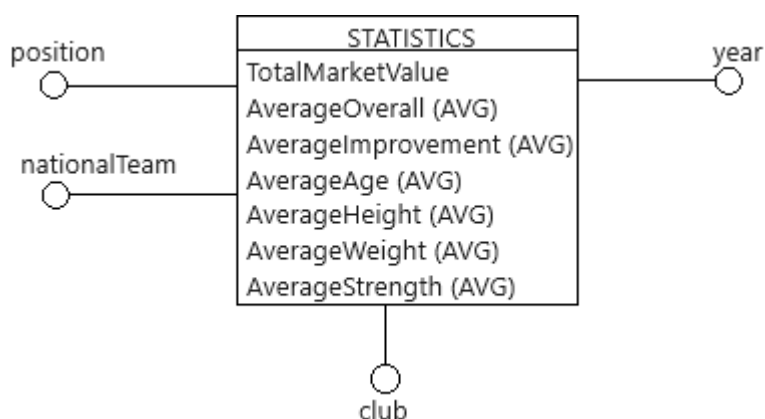 STATISTICS
position
year
TotalMarketValue
AverageOverall (AVG)
AverageImprovement (AVG)
nationalTeam
AverageAge (AVG)
AverageHeight (AVG)
AverageWeight (AVG)
AverageStrength (AVG)
club